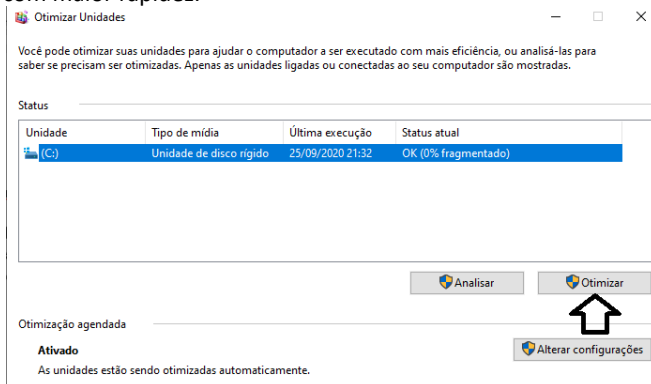 com maior rapidez.
Otimizar Unidades
Você pode otimizar suas unidades para ajudar o computador a ser executado com mais eficiência, ou analisá-las para
saber se precisam ser otimizadas. Apenas as unidades ligadas ou conectadas ao seu computador são mostradas.
Status
Unidade Tipo de mídia Última execução Status atual
(C:) Unidade de disco rígido 25/09/2020 21:32 OK (0% fragmentado)
Analisar Otimizar
Otimização agendada
Ativado Alterar configurações
As unidades estão sendo otimizadas automaticamente.